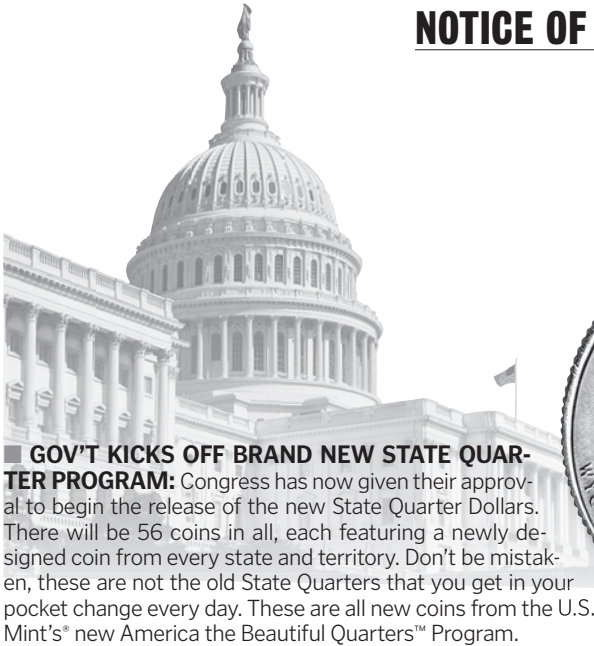 NOTICE OF
GOV'T KICKS OFF BRAND NEW STATE QUAR-
TER PROGRAM: Congress has now given their approv-
al to begin the release of the new State Quarter Dollars.
There will be 56 coins in all, each featuring a newly de-
signed coin from every state and territory. Don't be mistak-
en, these are not the old State Quarters that you get in your
pocket change every day. These are all new coins from the U.S.
Mint's® new America the Beautiful Quarters™ Program.